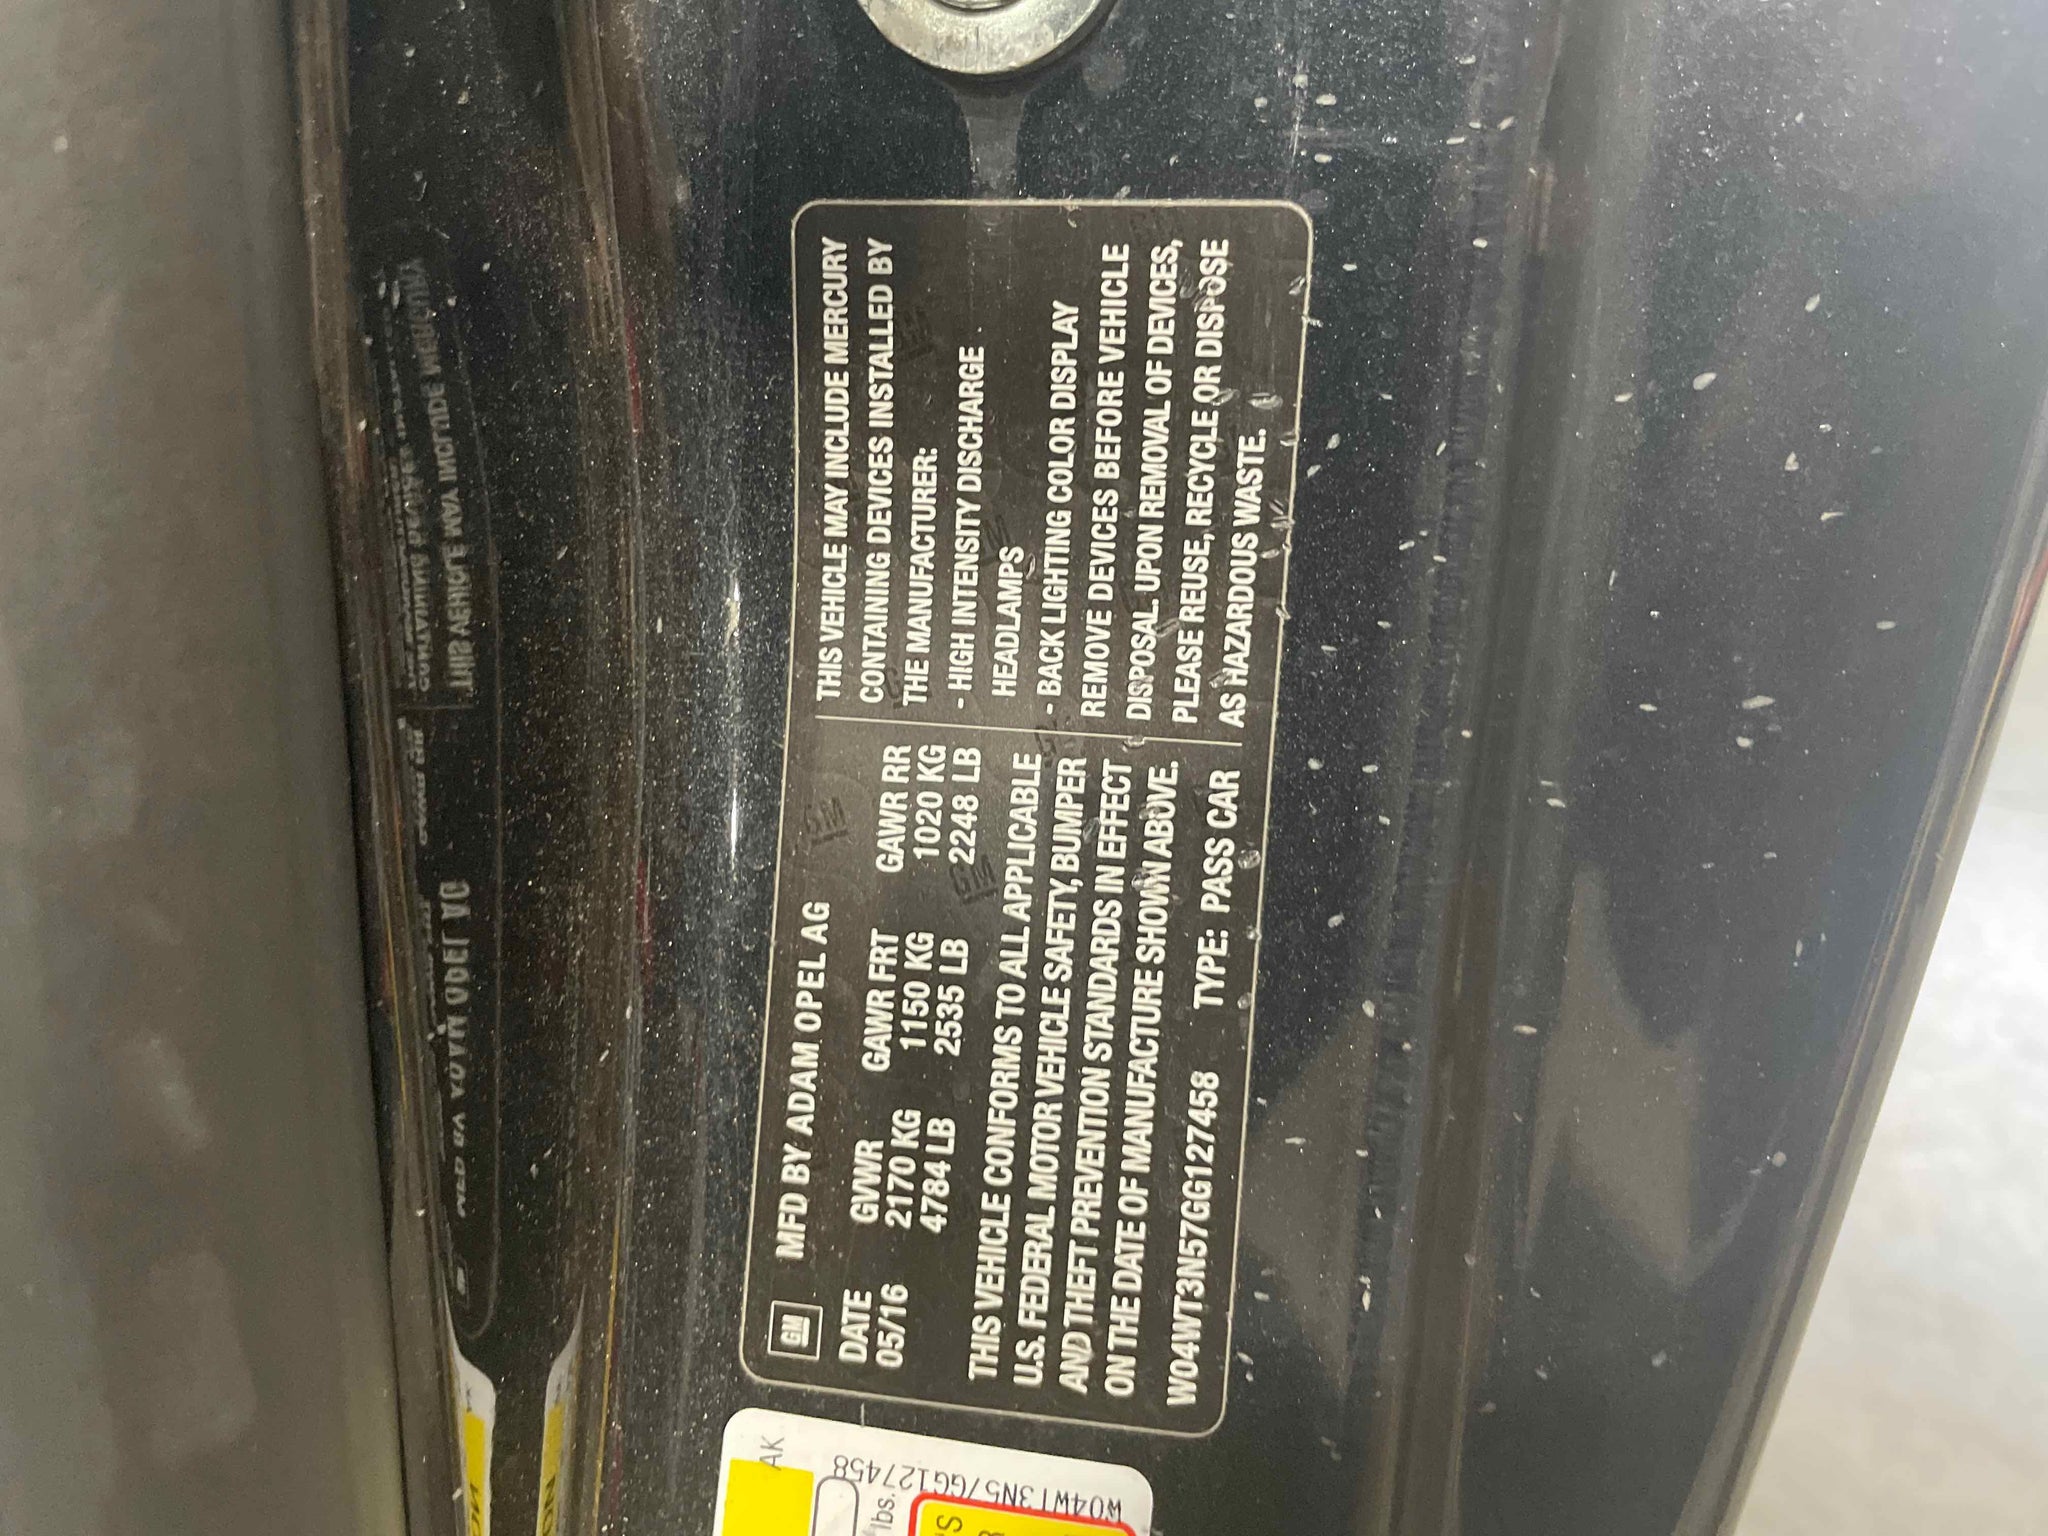 GM MFD BY ADAM OPEL AG
DATE GVWR GAWR FRT GAWR RR
05/16 2170 KG 1150 KG 1020 KG
4784 LB 2535 LB 2248 LB
THIS VEHICLE CONFORMS TO ALL APPLICABLE
U.S. FEDERAL MOTOR VEHICLE SAFETY, BUMPER
AND THEFT PREVENTION STANDARDS IN EFFECT
ON THE DATE OF MANUFACTURE SHOWN ABOVE.
W04WT3N57GG127458 TYPE: PASS CAR
THIS VEHICLE MAY INCLUDE MERCURY
CONTAINING DEVICES INSTALLED BY
THE MANUFACTURER:
- HIGH INTENSITY DISCHARGE
HEADLAMPS
- BACK LIGHTING COLOR DISPLAY
REMOVE DEVICES BEFORE VEHICLE
DISPOSAL. UPON REMOVAL OF DEVICES,
PLEASE REUSE, RECYCLE OR DISPOSE
AS HAZARDOUS WASTE.
GM
GM
AK
W04WT3N57GG127458
lbs.